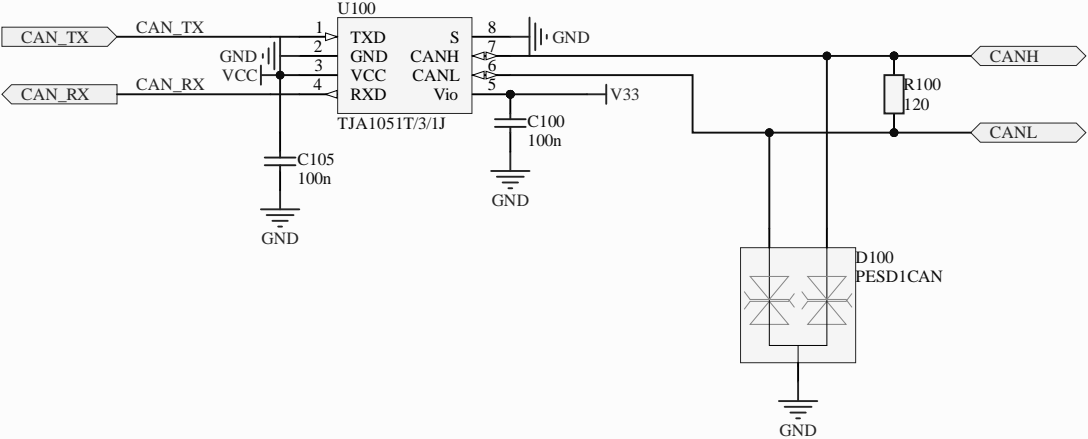 U100
CAN_TX
CAN_TX
1
TXD
S
8
GND
GND
2
GND
CANH
7
CANH
VCC
3
VCC
CANL
6
CAN_RX
CAN_RX
4
RXD
Vio
5
V33
R100
120
TJA1051T/3/1J
C100
100n
CANL
C105
100n
GND
GND
D100
PESD1CAN
GND